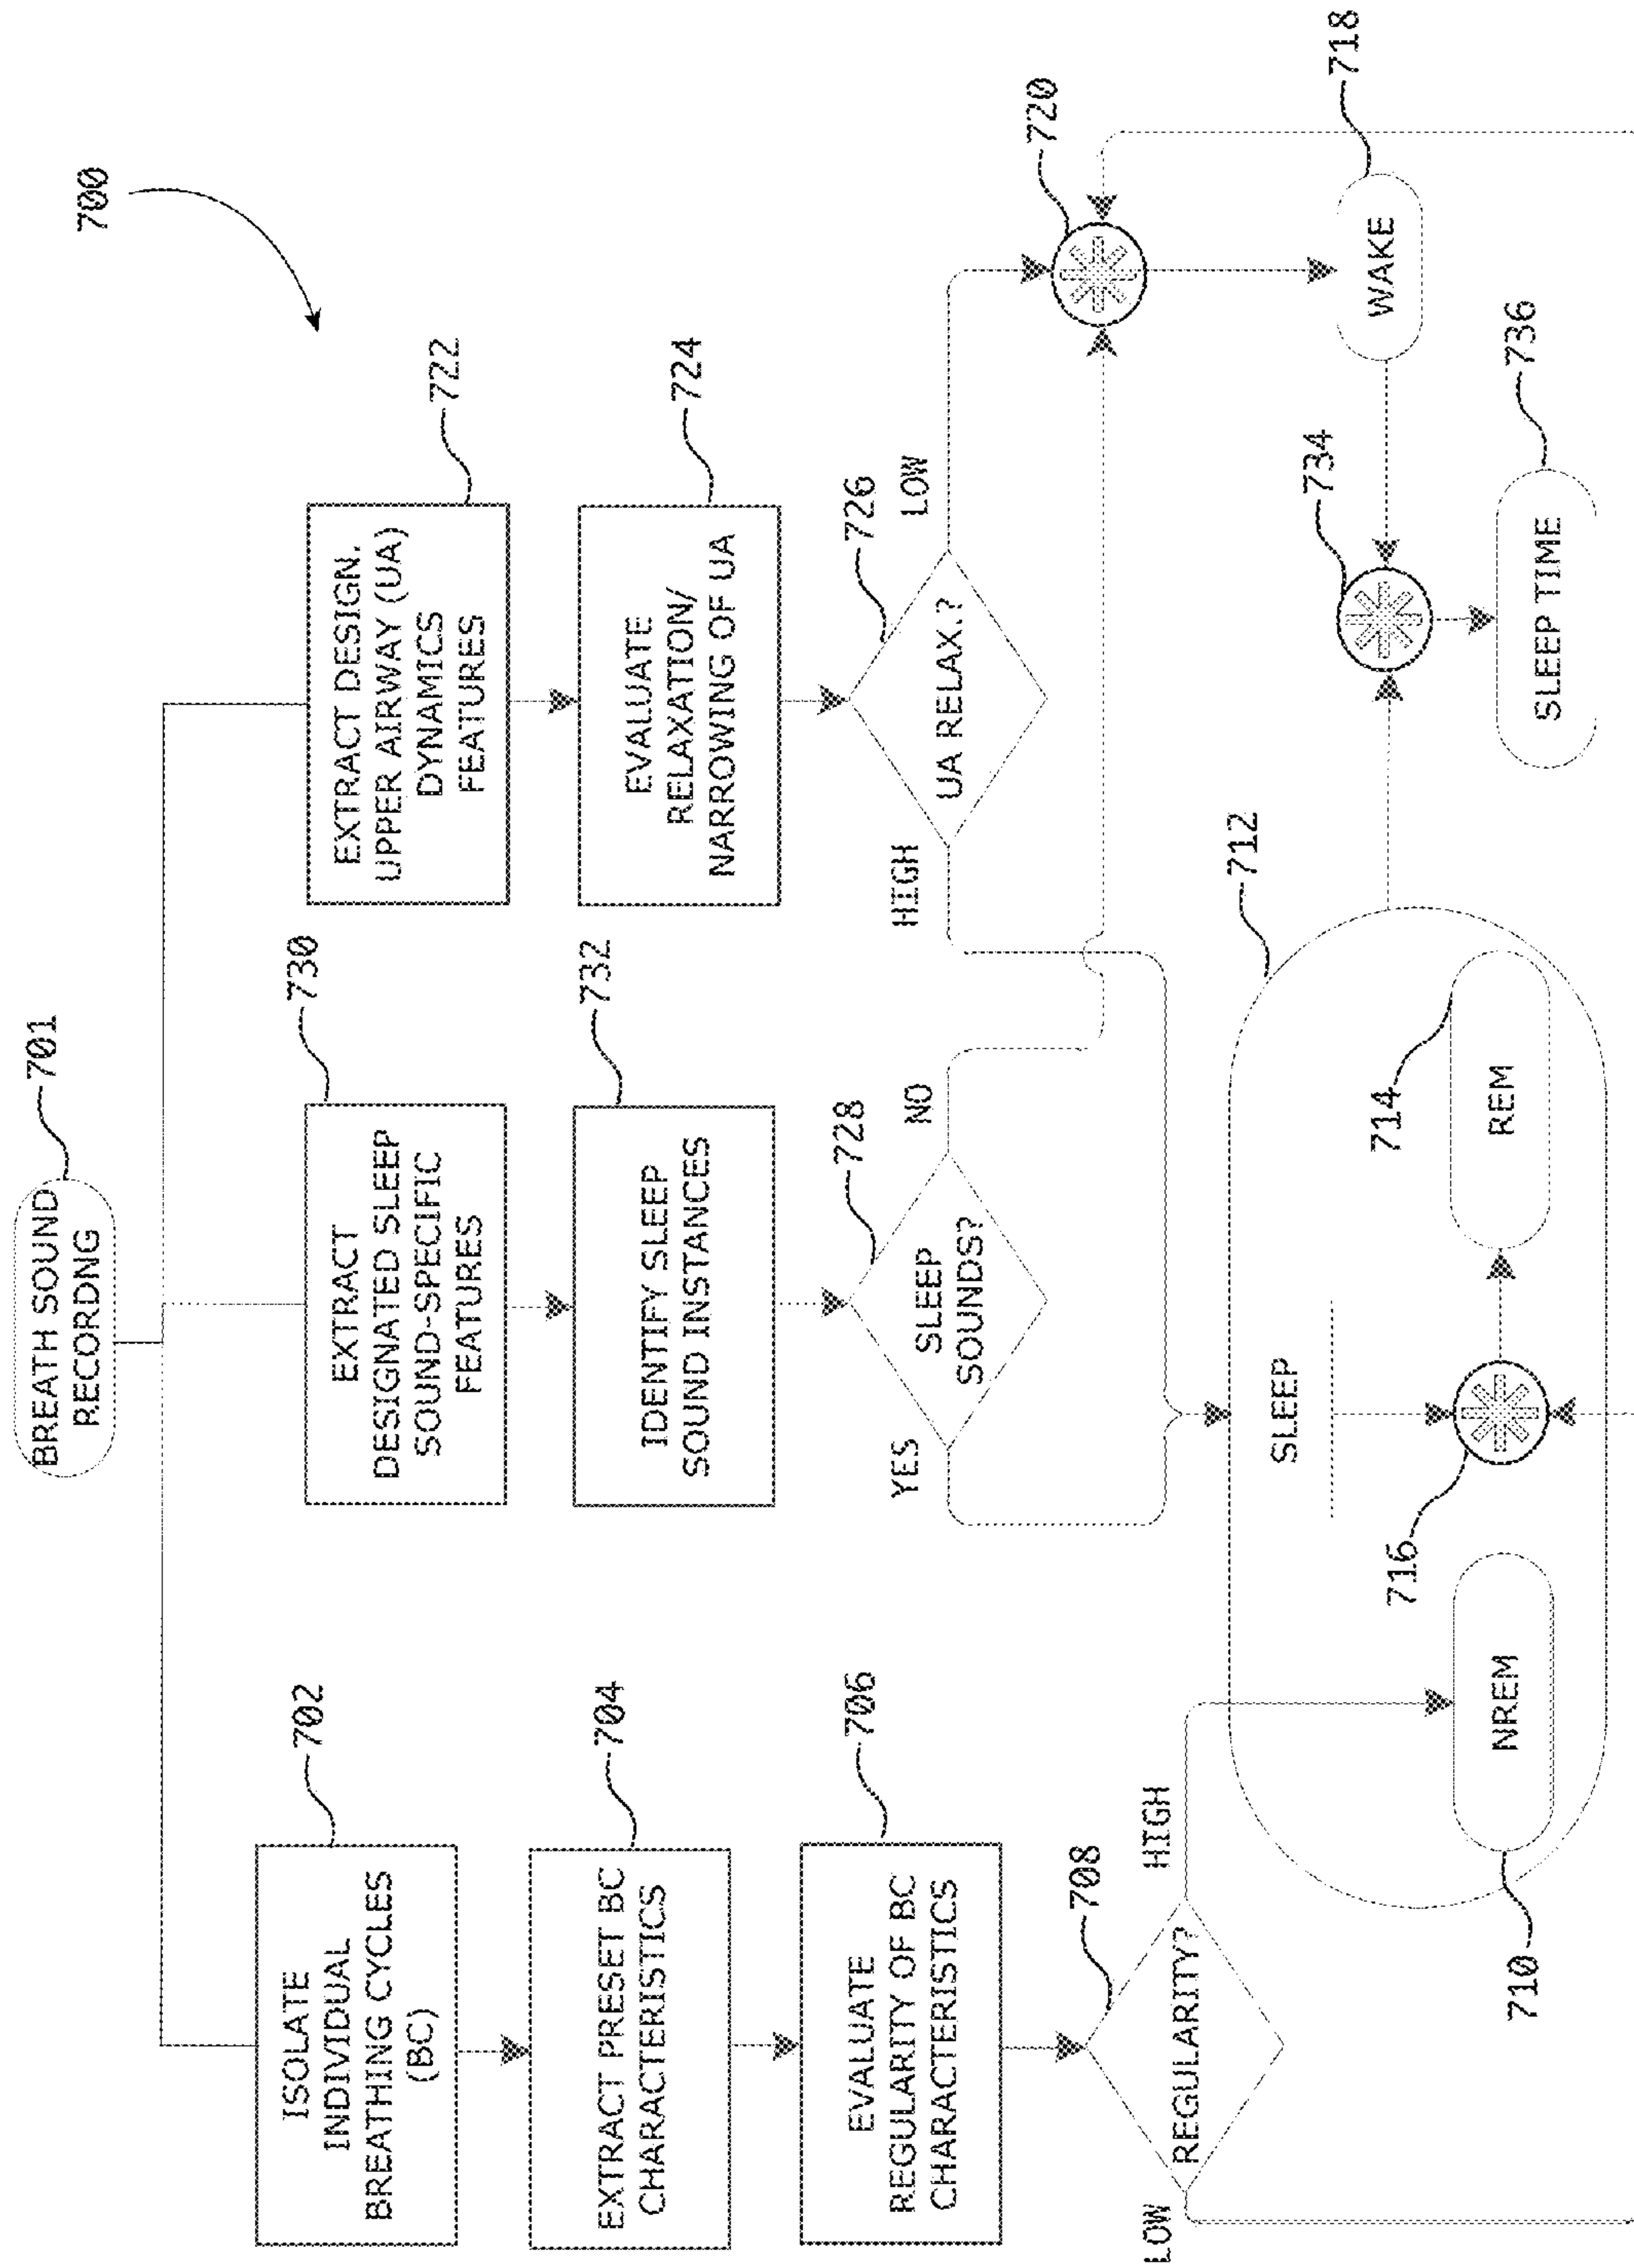 700
BREATH SOUND
RECORDNG
701
ISOLATE
INDIVIDUAL
BREATHING CYCLES
(BC)
702
EXTRACT PRESET BC
CHARACTERISTICS
704
EVALUATE
REGULARITY OF BC
CHARACTERISTICS
706
REGULARITY?
708
LOW
HIGH
EXTRACT
DESIGNATED SLEEP
SOUND-SPECIFIC
FEATURES
730
IDENTIFY SLEEP
SOUND INSTANCES
732
SLEEP
SOUNDS?
728
YES
NO
EXTRACT DESIGN.
UPPER AIRWAY (UA)
DYNAMICS
FEATURES
722
EVALUATE
RELAXATION/
NARROWING OF UA
724
UA RELAX.?
726
HIGH
LOW
720
SLEEP
712
NREM
710
716
REM
714
734
WAKE
718
SLEEP TIME
736